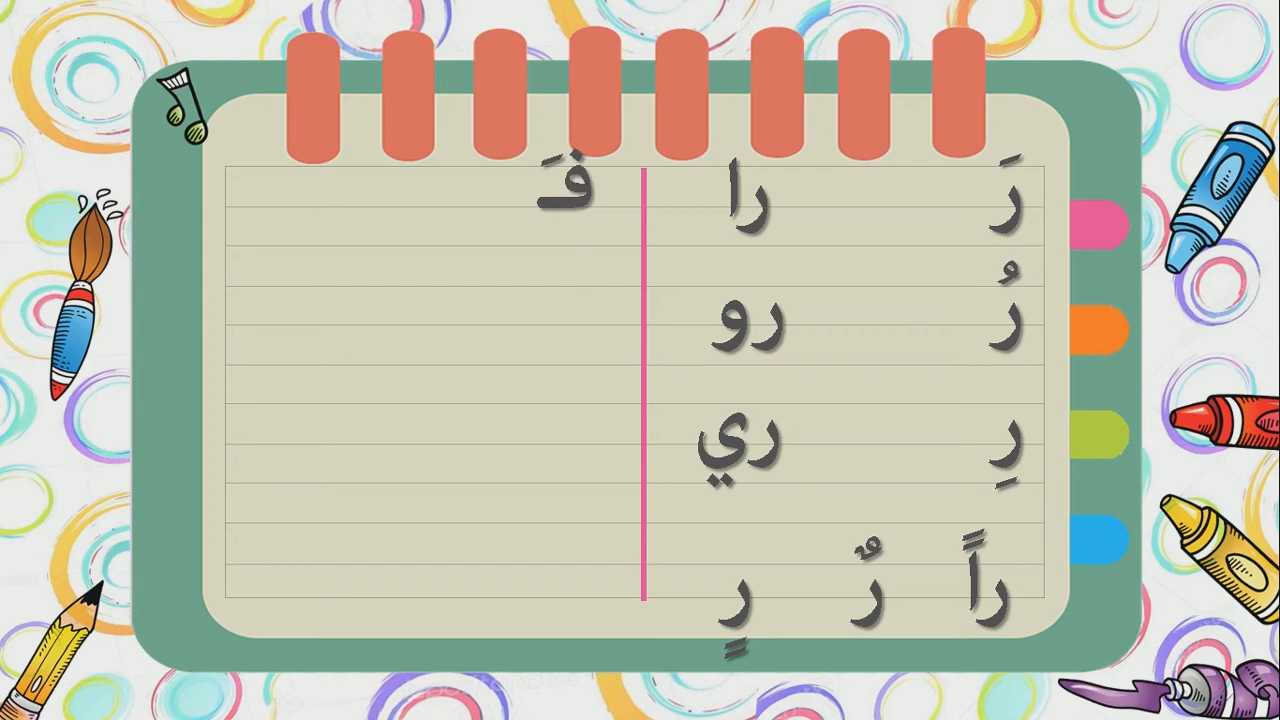 رَ را فَـ
رُ رو
رِ ري
راً رٌ رٍ